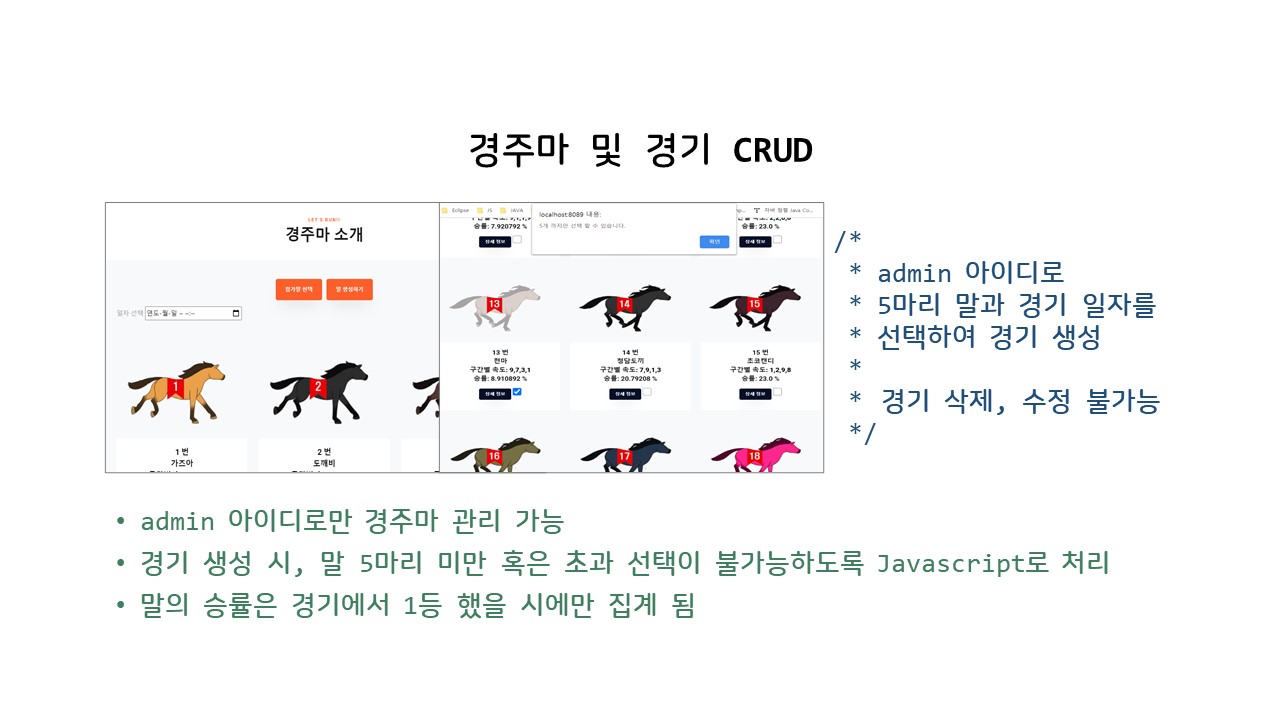 경주마 및 경기 CRUD
LET'S RUN!!
경주마 소개
참가말 선택
말 생성하기
일자 선택
연도-월-일 -- --:--
1
2
1 번
가즈아
2 번
도깨비
Eclipse
JS
JAVA
자바 정렬 Java Co...
localhost:8089 내용:
5개 까지만 선택 할 수 있습니다.
확인
승률: 7.920792 %
상세 정보
승률: 23.0 %
상세 정보
13
14
15
13 번
천마
구간별 속도: 9,7,3,1
승률: 8.910892 %
상세 정보
14 번
청담도끼
구간별 속도: 7,9,1,3
승률: 20.79208 %
상세 정보
15 번
초코캔디
구간별 속도: 1,2,9,8
승률: 23.0 %
상세 정보
16
17
18
/*
* admin 아이디로
* 5마리 말과 경기 일자를
* 선택하여 경기 생성
*
* 경기 삭제, 수정 불가능
*/
• admin 아이디로만 경주마 관리 가능
• 경기 생성 시, 말 5마리 미만 혹은 초과 선택이 불가능하도록 Javascript로 처리
• 말의 승률은 경기에서 1등 했을 시에만 집계 됨